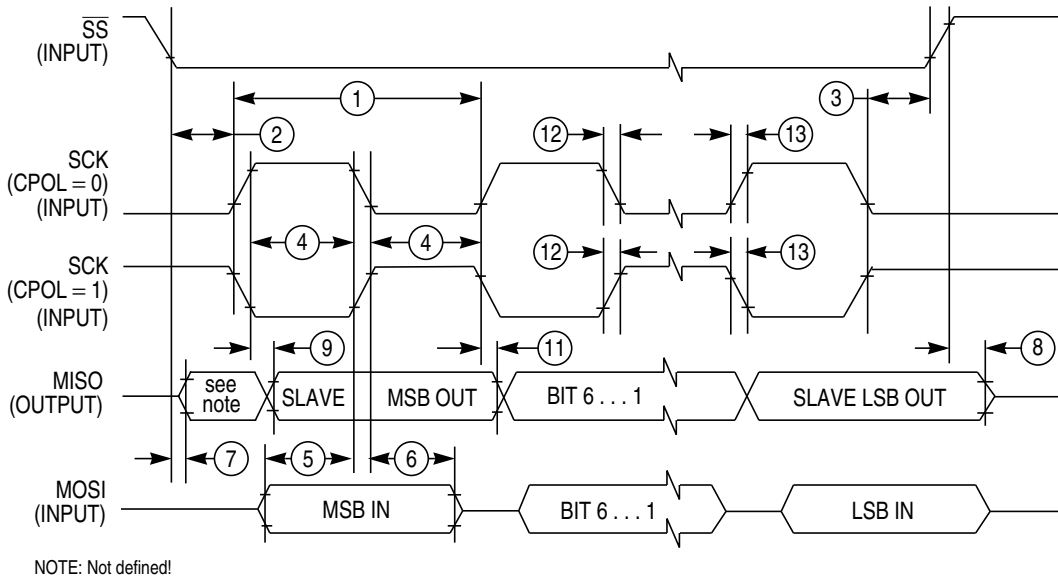 SS
(INPUT)
1
3
2
12
13
SCK
(CPOL = 0)
(INPUT)
4
4
SCK
(CPOL = 1)
(INPUT)
12
13
9
11
8
MISO
(OUTPUT)
see
note
SLAVE
MSB OUT
BIT 6 . . . 1
SLAVE LSB OUT
7
5
6
MOSI
(INPUT)
MSB IN
BIT 6 . . . 1
LSB IN
NOTE: Not defined!